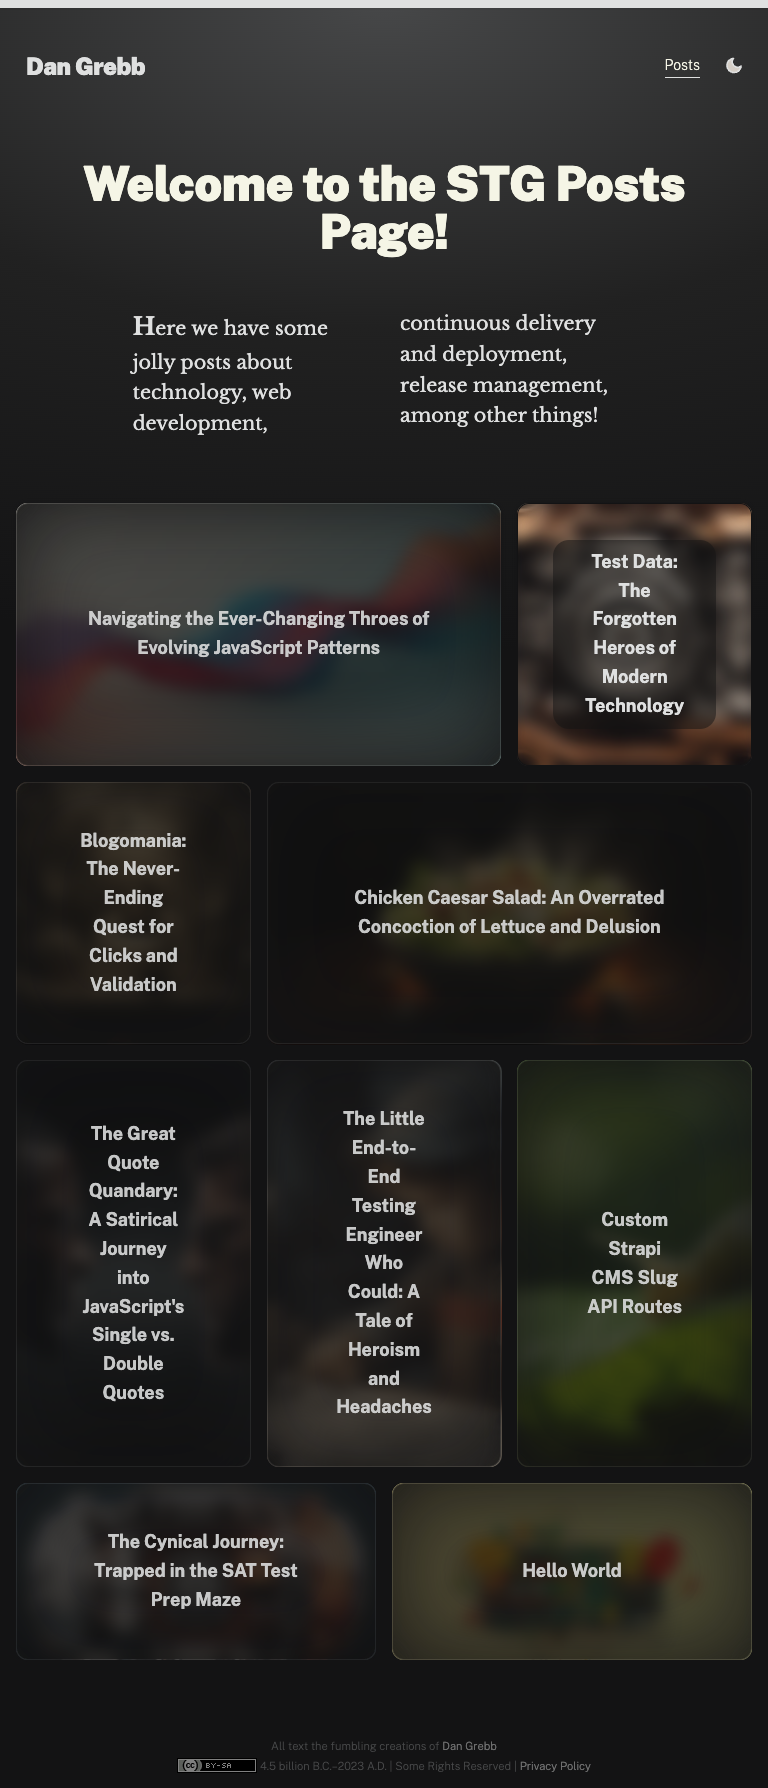 Dan Grebb
Posts
Welcome to the STG Posts
Page!
Here we have some
jolly posts about
technology, web
development,
continuous delivery
and deployment,
release management,
among other things!
Navigating the Ever-Changing Throes of
Evolving JavaScript Patterns
Test Data:
The
Forgotten
Heroes of
Modern
Technology
Blogomania:
The Never-
Ending
Quest for
Clicks and
Validation
Chicken Caesar Salad: An Overrated
Concoction of Lettuce and Delusion
The Great
Quote
Quandary:
A Satirical
Journey
into
JavaScript's
Single vs.
Double
Quotes
The Little
End-to-
End
Testing
Engineer
Who
Could: A
Tale of
Heroism
and
Headaches
Custom
Strapi
CMS Slug
API Routes
The Cynical Journey:
Trapped in the SAT Test
Prep Maze
Hello World
All text the fumbling creations of Dan Grebb
cc BY-SA 4.5 billion B.C.–2023 A.D. | Some Rights Reserved | Privacy Policy